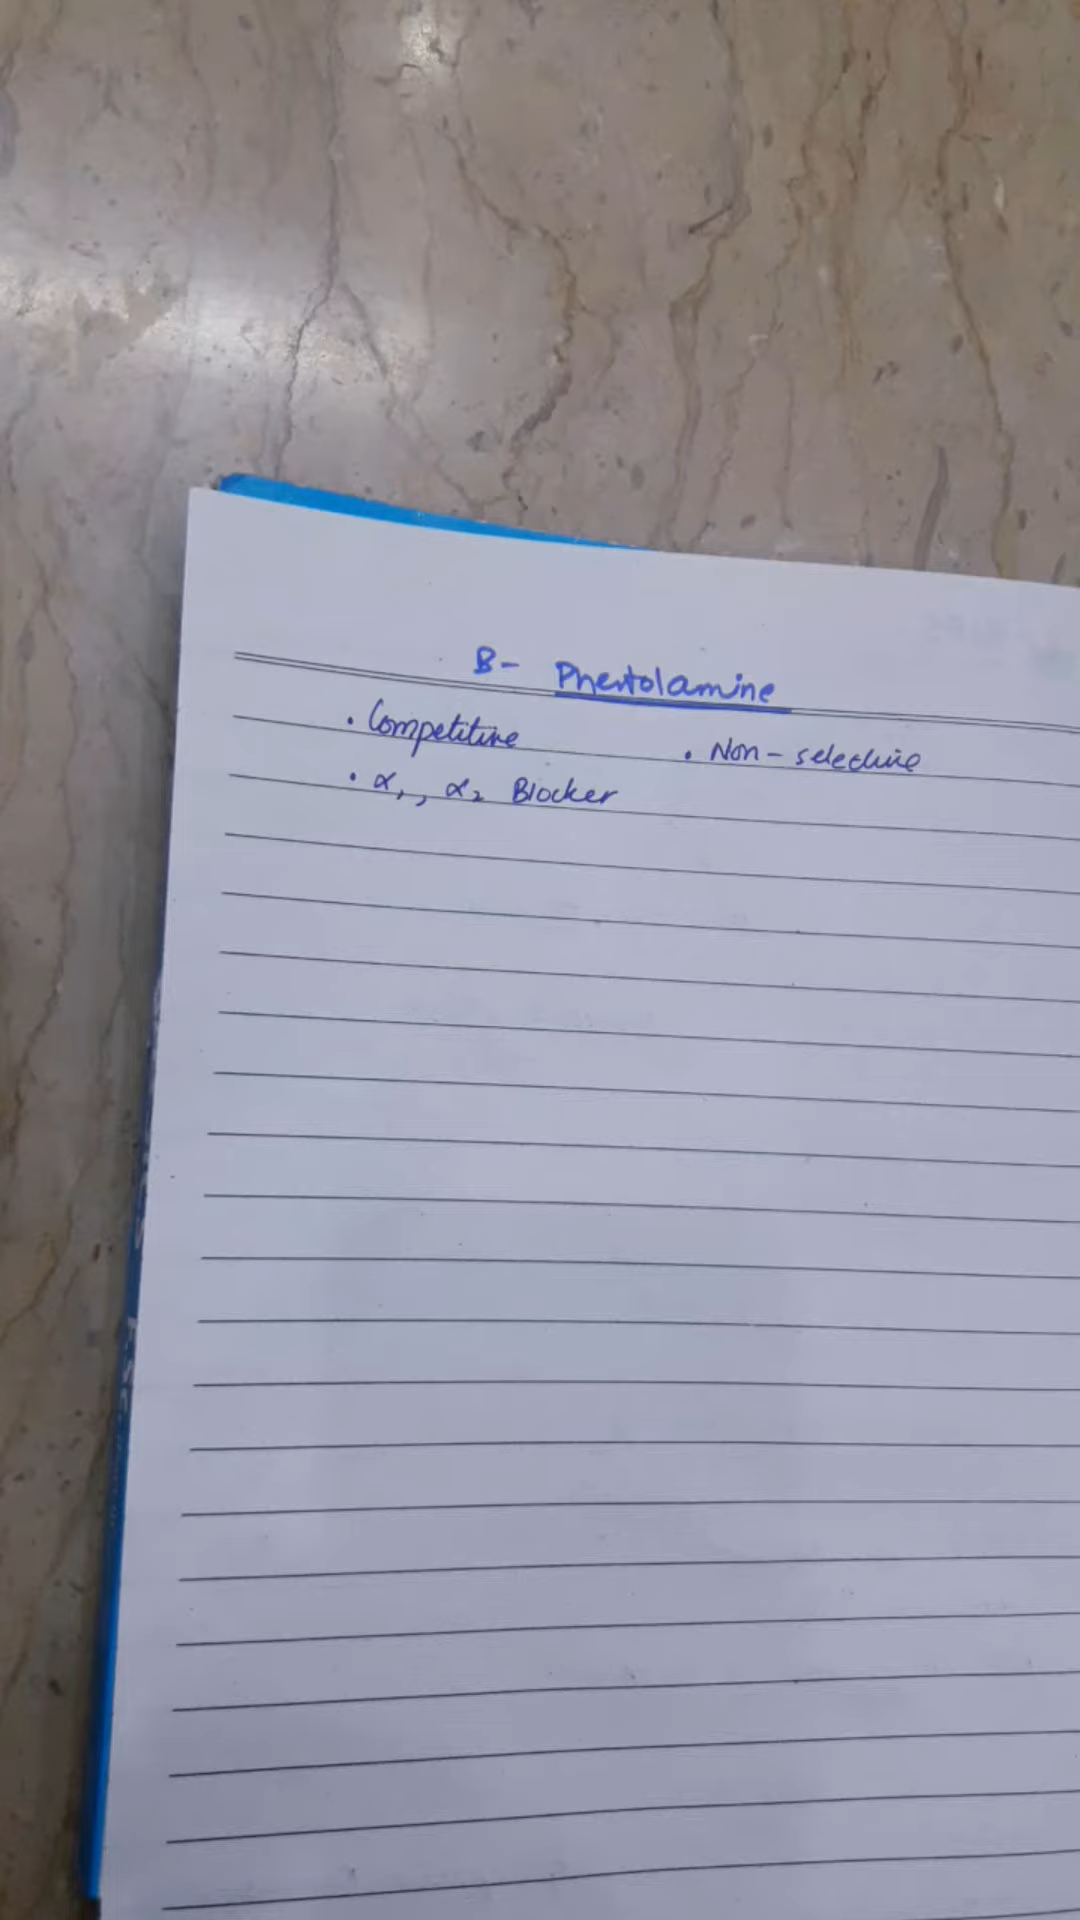 B- Phentolamine
• Competitive • Non-selective
• α₁, α₂ Blocker